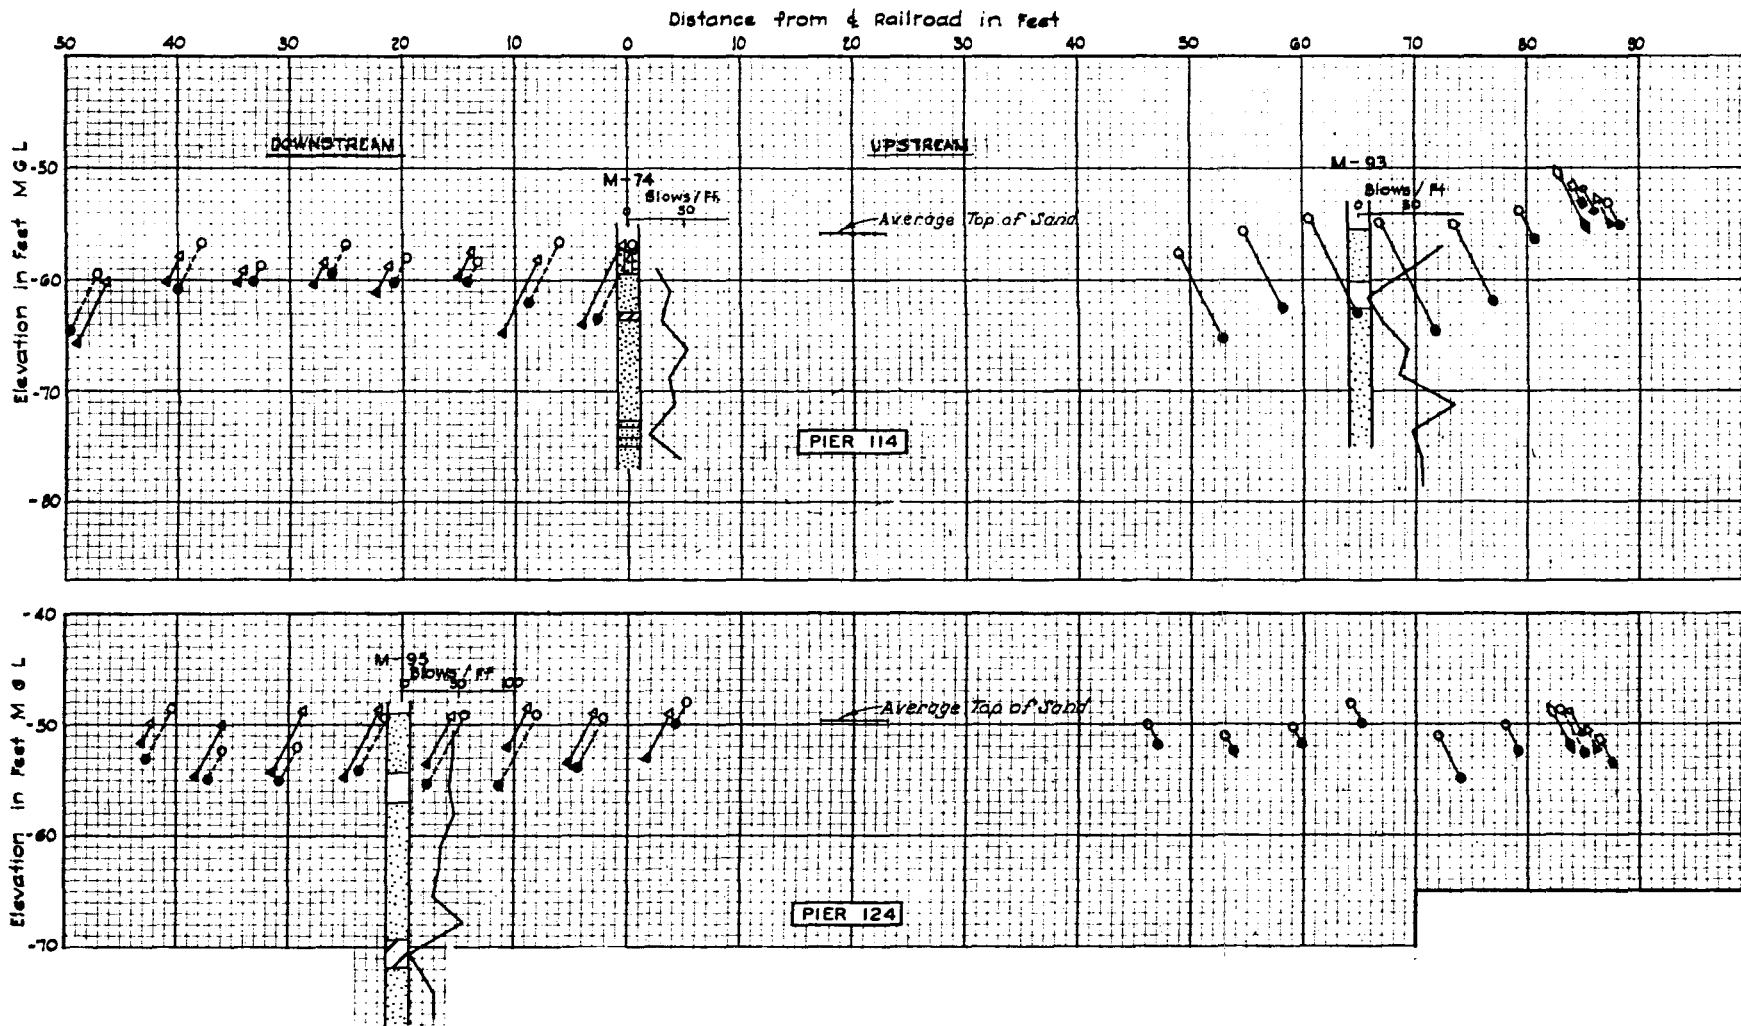 Distance from ℄ Railroad in Feet
50 40 30 20 10 0 10 20 30 40 50 60 70 80 90
Elevation in Feet M G L
DOWNSTREAM
UPSTREAM
-50
M-74
Blows/Ft.
0 50
Average Top of Sand
M-93
Blows/Ft
0 50
-60
-70
PIER 114
-80
Elevation in Feet M G L
-40
M-95
Blows/Ft
0 50 100
-50
Average Top of Sand
-60
PIER 124
-70